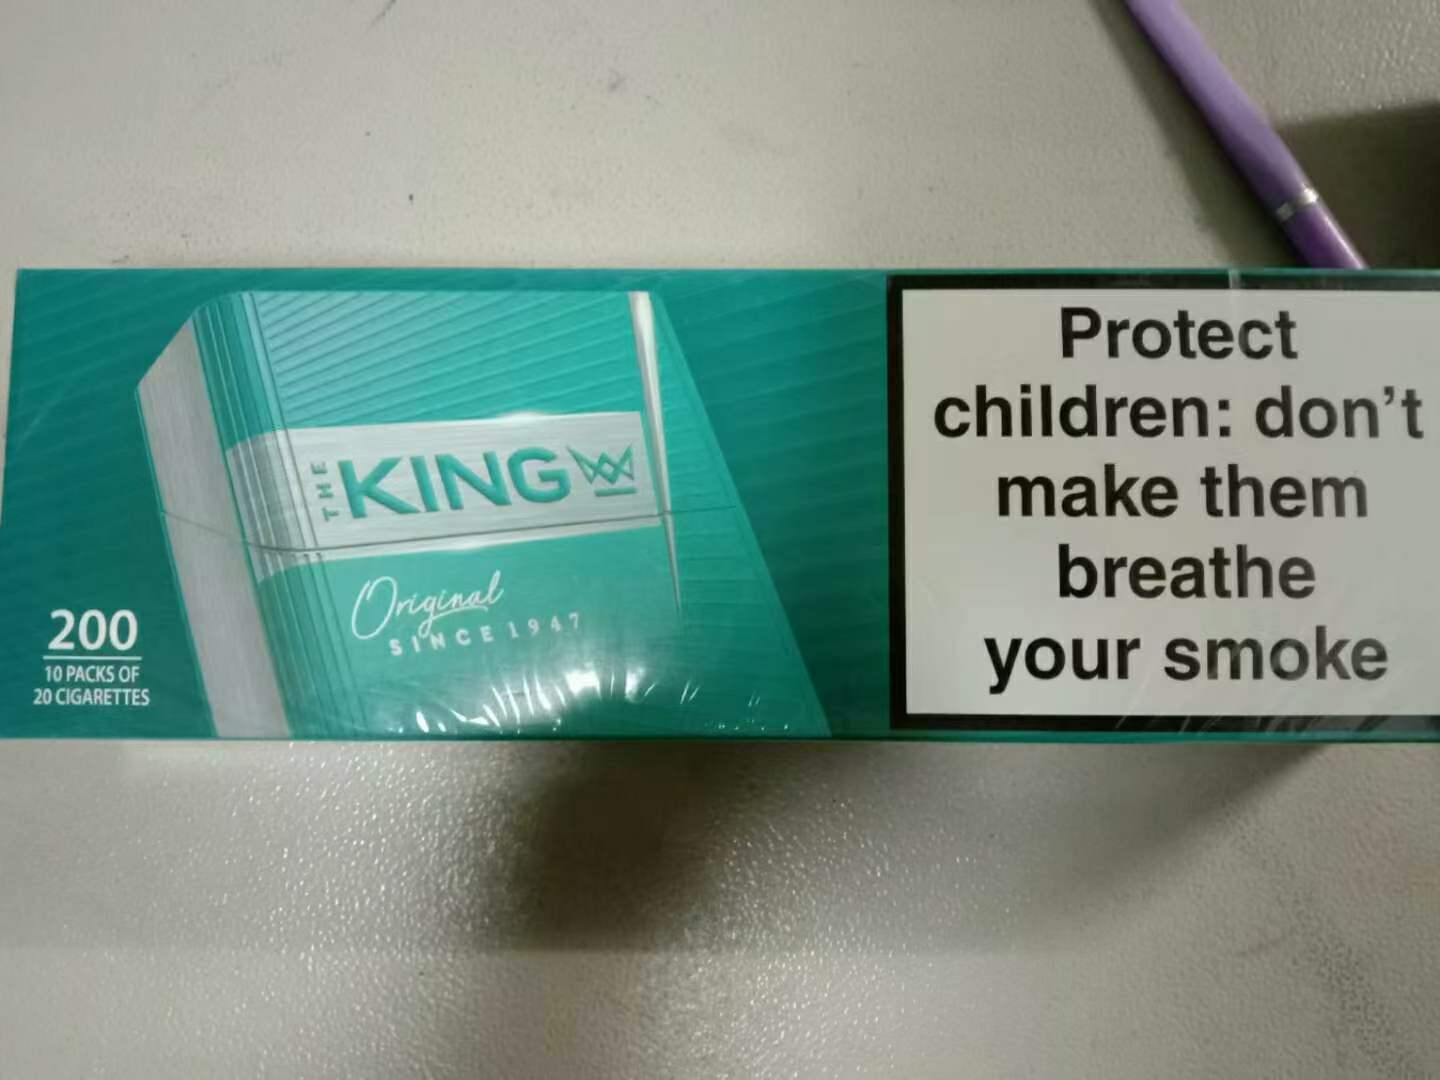 THE KING
Original
SINCE 1947
200
10 PACKS OF
20 CIGARETTES
Protect
children: don't
make them
breathe
your smoke